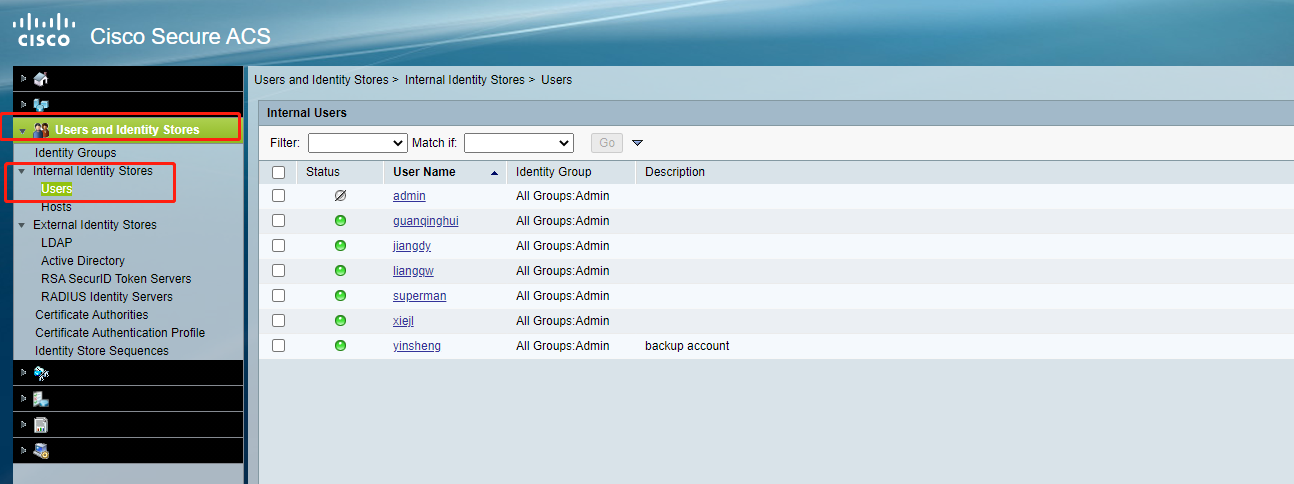 CISCO Cisco Secure ACS
Users and Identity Stores > Internal Identity Stores > Users
Users and Identity Stores
Identity Groups
Internal Identity Stores
Users
Hosts
External Identity Stores
LDAP
Active Directory
RSA SecurID Token Servers
RADIUS Identity Servers
Certificate Authorities
Certificate Authentication Profile
Identity Store Sequences
Internal Users
Filter: Match if: Go
Status User Name Identity Group Description
admin All Groups:Admin
guanqinghui All Groups:Admin
jiangdy All Groups:Admin
liangqw All Groups:Admin
superman All Groups:Admin
xiejl All Groups:Admin
yinsheng All Groups:Admin backup account